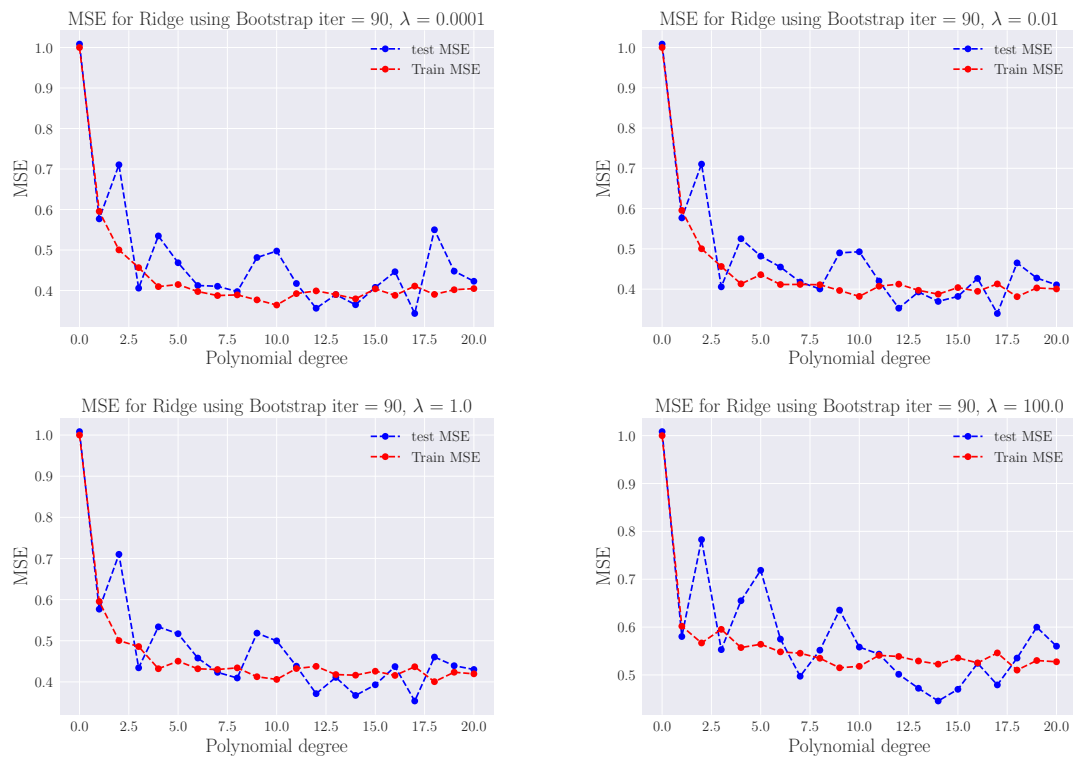 MSE for Ridge using Bootstrap iter = 90, λ = 0.0001
MSE
1.0
0.9
0.8
0.7
0.6
0.5
0.4
test MSE
Train MSE
0.0 2.5 5.0 7.5 10.0 12.5 15.0 17.5 20.0
Polynomial degree
MSE for Ridge using Bootstrap iter = 90, λ = 0.01
MSE
1.0
0.9
0.8
0.7
0.6
0.5
0.4
test MSE
Train MSE
0.0 2.5 5.0 7.5 10.0 12.5 15.0 17.5 20.0
Polynomial degree
MSE for Ridge using Bootstrap iter = 90, λ = 1.0
MSE
1.0
0.9
0.8
0.7
0.6
0.5
0.4
test MSE
Train MSE
0.0 2.5 5.0 7.5 10.0 12.5 15.0 17.5 20.0
Polynomial degree
MSE for Ridge using Bootstrap iter = 90, λ = 100.0
MSE
1.0
0.9
0.8
0.7
0.6
0.5
test MSE
Train MSE
0.0 2.5 5.0 7.5 10.0 12.5 15.0 17.5 20.0
Polynomial degree